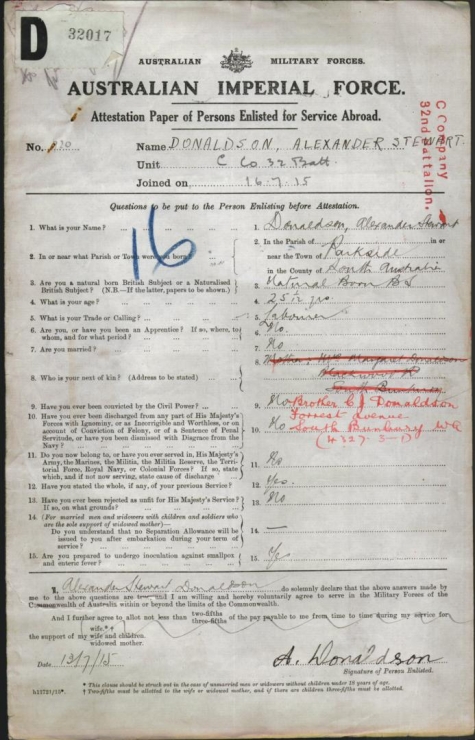 D
32017
AUSTRALIAN MILITARY FORCES.
AUSTRALIAN IMPERIAL FORCE.
Attestation Paper of Persons Enlisted for Service Abroad.
No. Name DONALDSON, ALEXANDER STEWART.
Unit C Co 32 Batt.
Joined on 16.7.15
C Company
32nd Battalion.
Questions to be put to the Person Enlisting before Attestation.
16
1. What is your Name? 1. Donaldson, Alexander Stewart
2. In or near what Parish or Town were you born? 2. In the Parish of in or
near the Town of Parkside
in the County of South Australia
3. Are you a natural born British Subject or a Naturalised
British Subject? (N.B.—If the latter, papers to be shown.) 3. Natural Born BS
4. What is your age? 4. 25 yrs
5. What is your Trade or Calling? 5. Labourer
6. Are you, or have you been an Apprentice? If so, where, to
whom, and for what period? 6. No.
7. Are you married? 7. No
8. Who is your next of kin? (Address to be stated) 8. Mother, Mrs Margaret Donaldson
South Bunbury
9. Have you ever been convicted by the Civil Power? 9. No
Brother C J Donaldson
Forrest Avenue
South Bunbury WA
10. Have you ever been discharged from any part of His Majesty's
Forces with Ignominy, or as Incorrigible and Worthless, or on
account of Conviction of Felony, or of a Sentence of Penal
Servitude, or have you been dismissed with Disgrace from the
Navy? 10. No
11. Do you now belong to, or have you ever served in, His Majesty's
Army, the Marines, the Militia, the Militia Reserve, the Territorial
Force, Royal Navy, or Colonial Forces? If so, state
which, and if not now serving, state cause of discharge 11. No
12. Have you stated the whole, if any, of your previous Service? 12. Yes.
13. Have you ever been rejected as unfit for His Majesty's Service?
If so, on what grounds? 13. No
14. (For married men and widowers with children and soldiers who
are the sole support of widowed mother)—
Do you understand that no Separation Allowance will be
issued to you after embarkation during your term of
service? 14. —
15. Are you prepared to undergo inoculation against smallpox
and enteric fever? 15. Yes
I, Alexander Stewart Donaldson do solemnly declare that the above answers made by
me to the above questions are true, and I am willing and hereby voluntarily agree to serve in the Military Forces of the
Commonwealth of Australia within or beyond the limits of the Commonwealth.
And I further agree to allot not less than two-fifths three-fifths of the pay payable to me from time to time during my service for
the support of my wife.*† wife and children. widowed mother.
Date 13/7/15 A. Donaldson
Signature of Person Enlisted.
* This clause should be struck out in the case of unmarried men or widowers without children under 18 years of age.
† Two-fifths must be allotted to the wife or widowed mother, and if there are children three-fifths must be allotted.